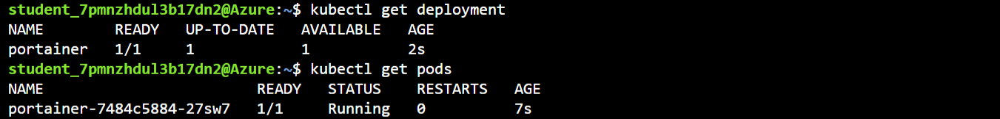 student_7pmnzhdul3b17dn2@Azure:~$ kubectl get deployment
NAME READY UP-TO-DATE AVAILABLE AGE
portainer 1/1 1 1 2s
student_7pmnzhdul3b17dn2@Azure:~$ kubectl get pods
NAME READY STATUS RESTARTS AGE
portainer-7484c5884-27sw7 1/1 Running 0 7s